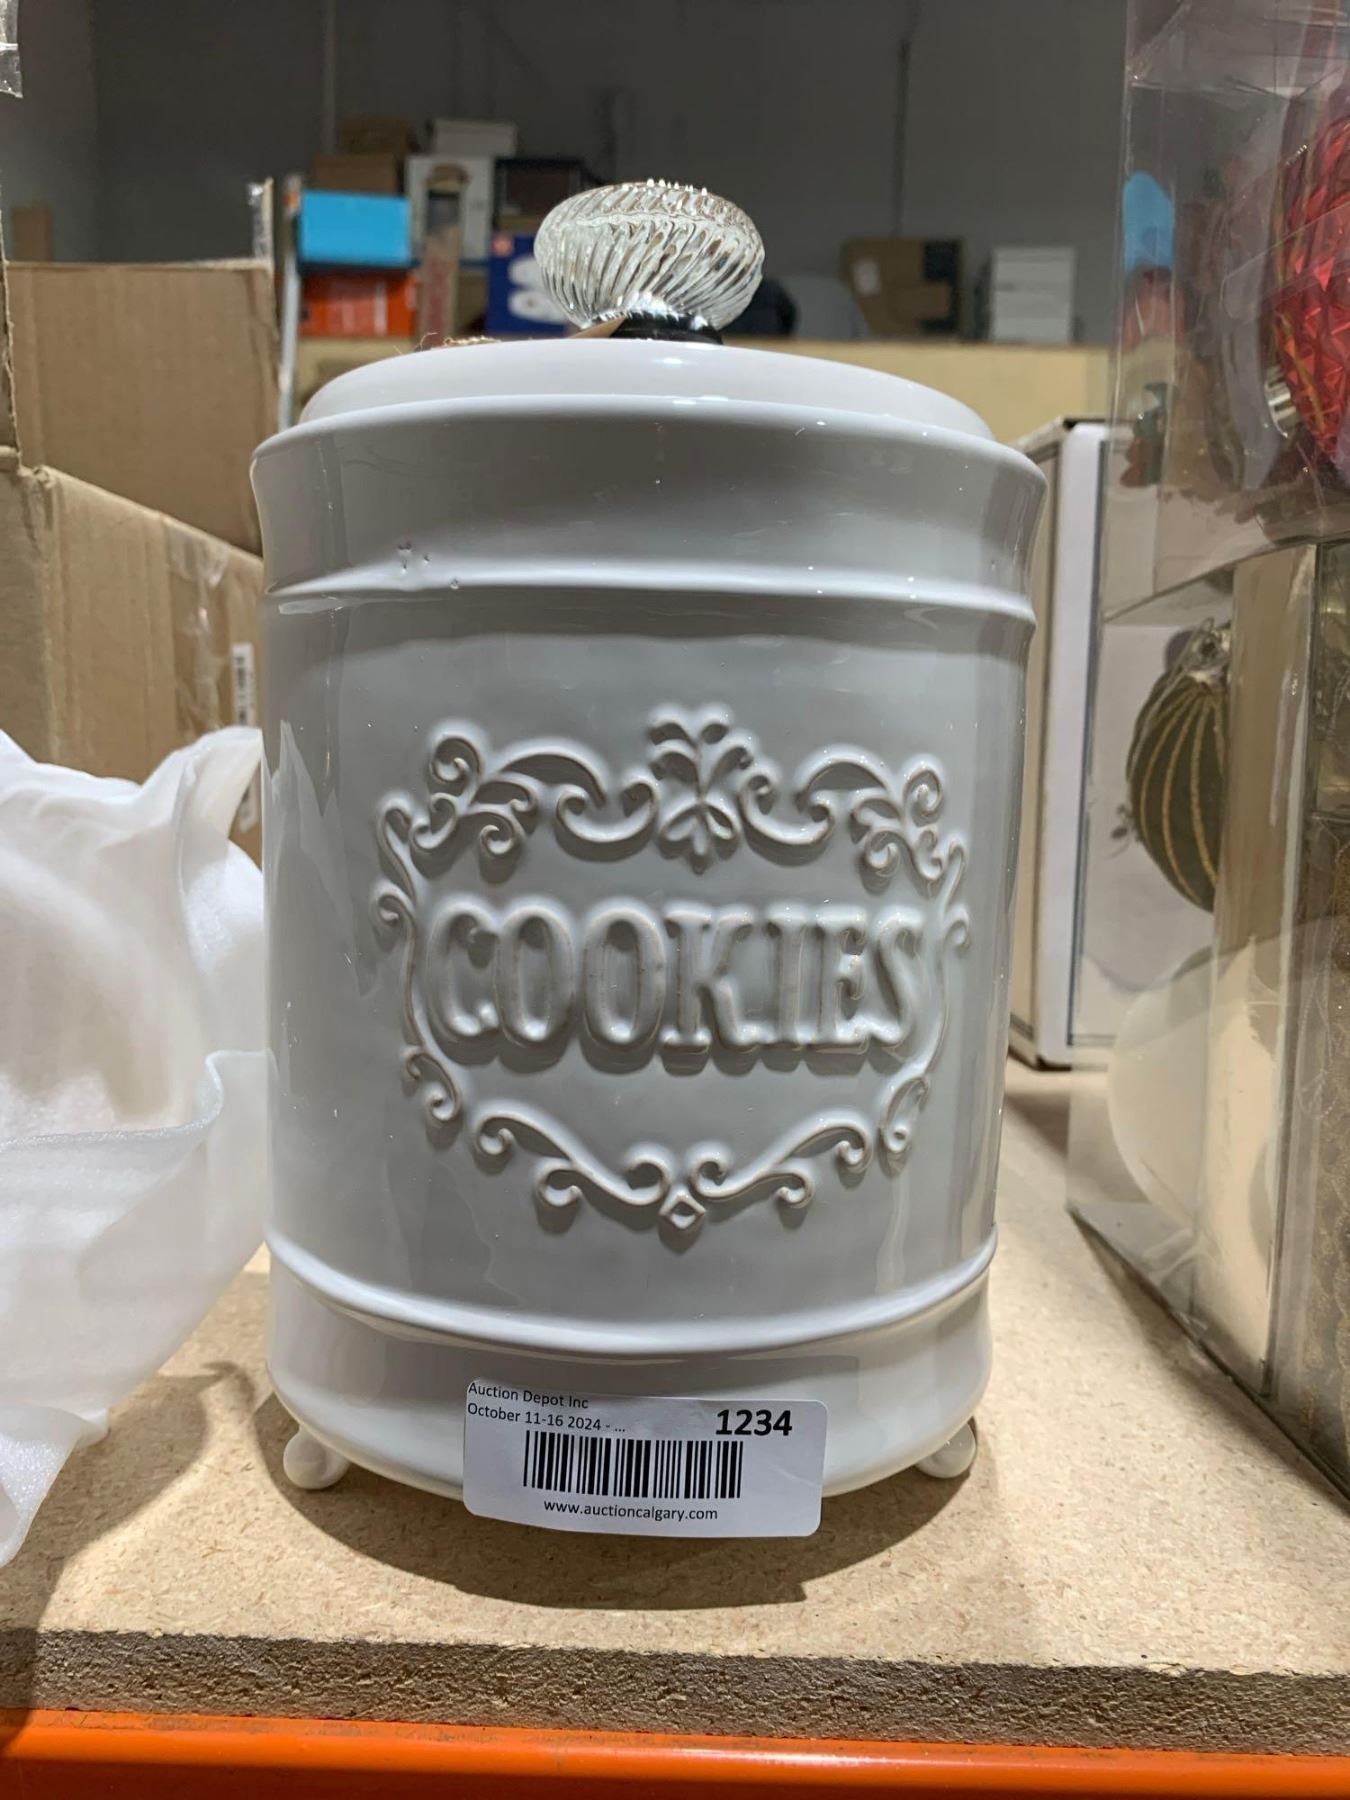 COOKIES
Auction Depot Inc
October 11-16 2024 - ...
1234
www.auctioncalgary.com